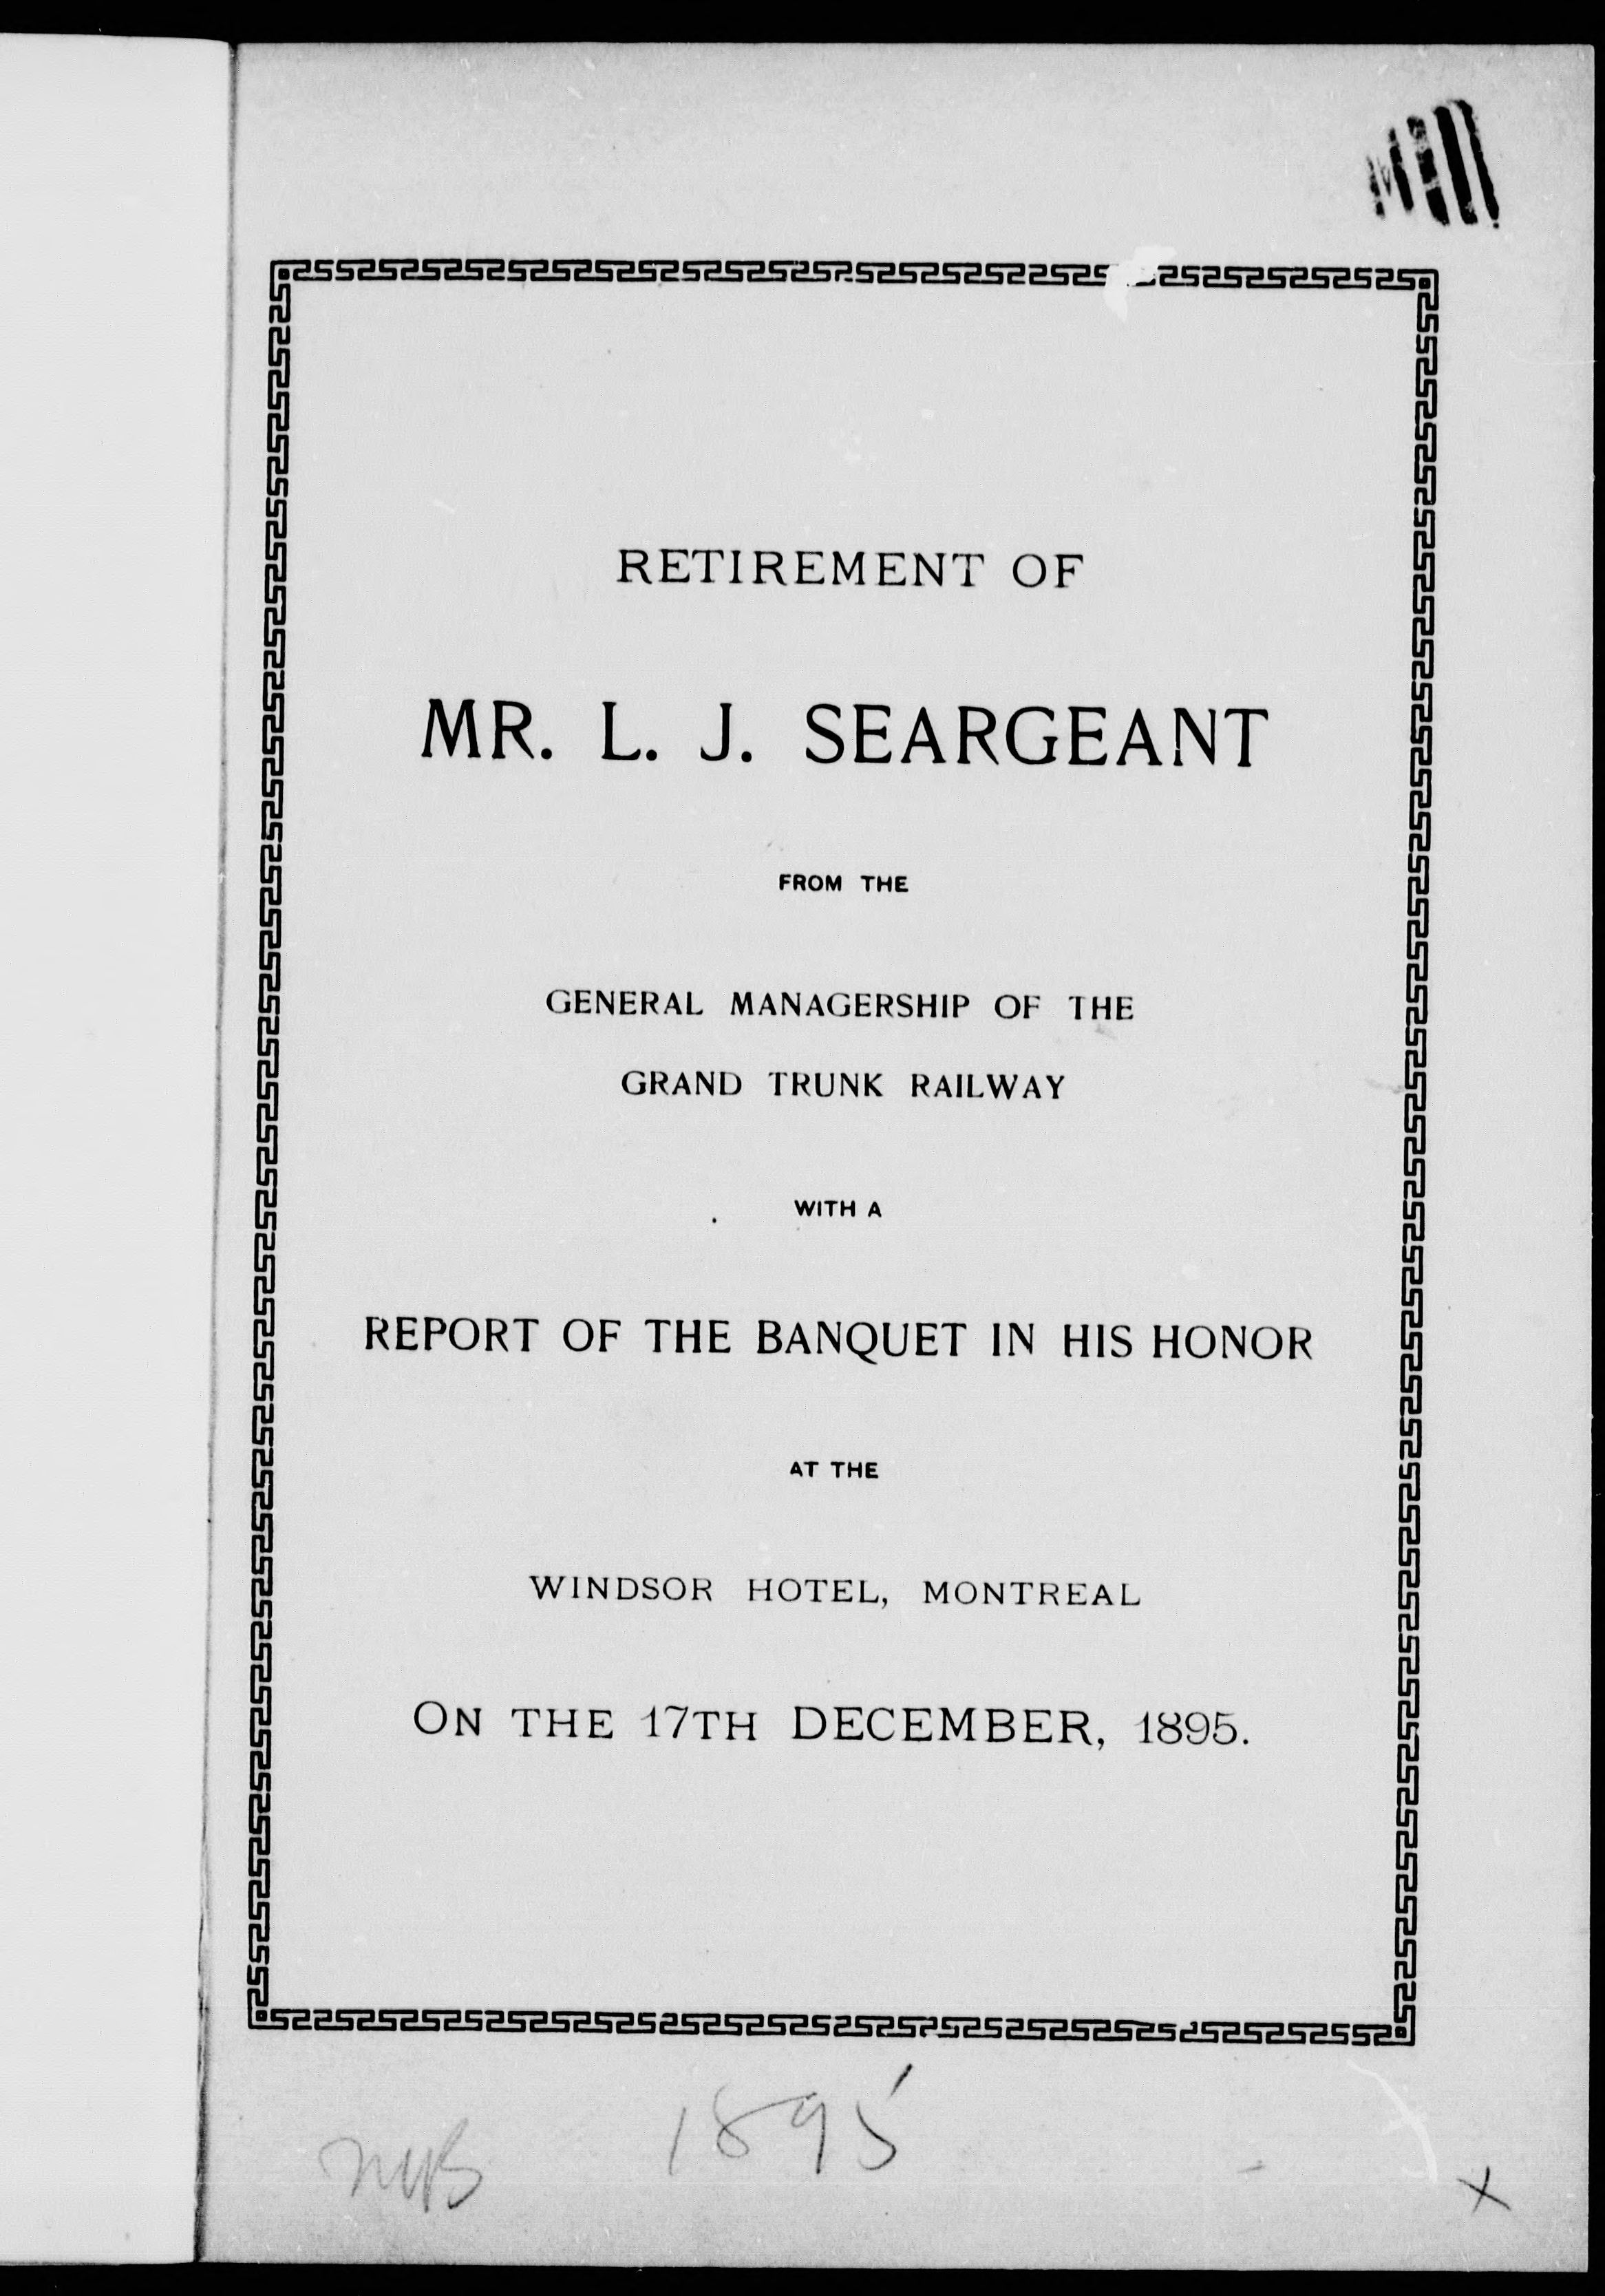 RETIREMENT OF
MR. L. J. SEARGEANT
FROM THE
GENERAL MANAGERSHIP OF THE
GRAND TRUNK RAILWAY
WITH A
REPORT OF THE BANQUET IN HIS HONOR
AT THE
WINDSOR HOTEL, MONTREAL
ON THE 17TH DECEMBER, 1895.
1895
X